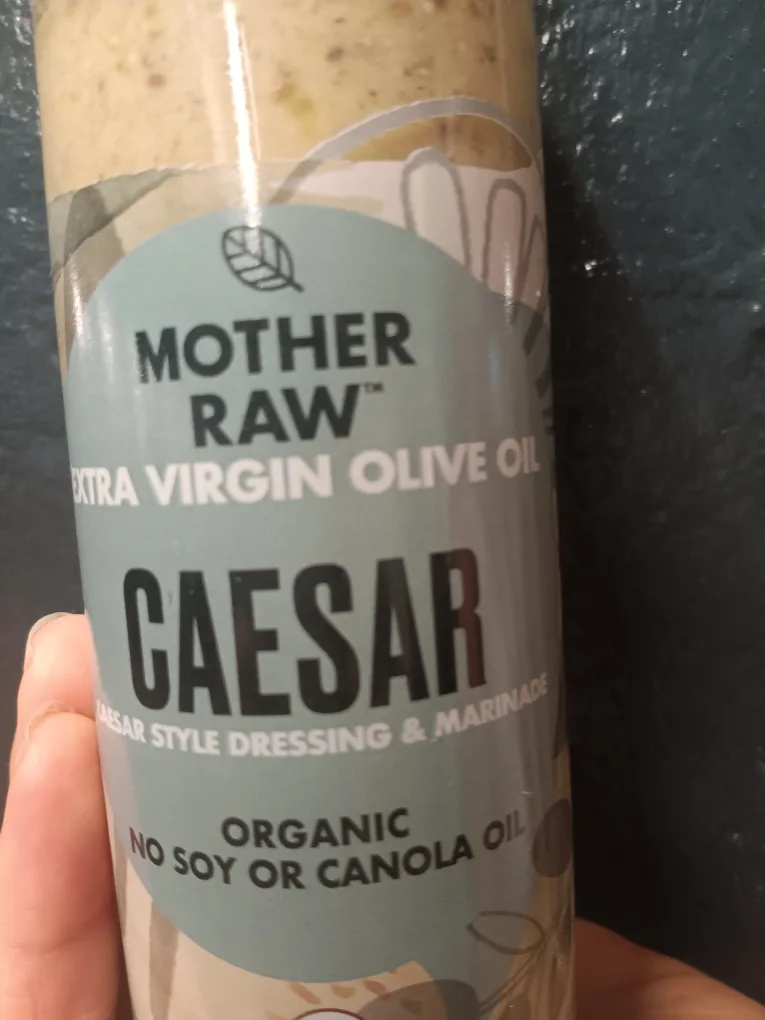 MOTHER
RAW™
EXTRA VIRGIN OLIVE OIL
CAESAR
CAESAR STYLE DRESSING & MARINADE
ORGANIC
NO SOY OR CANOLA OIL